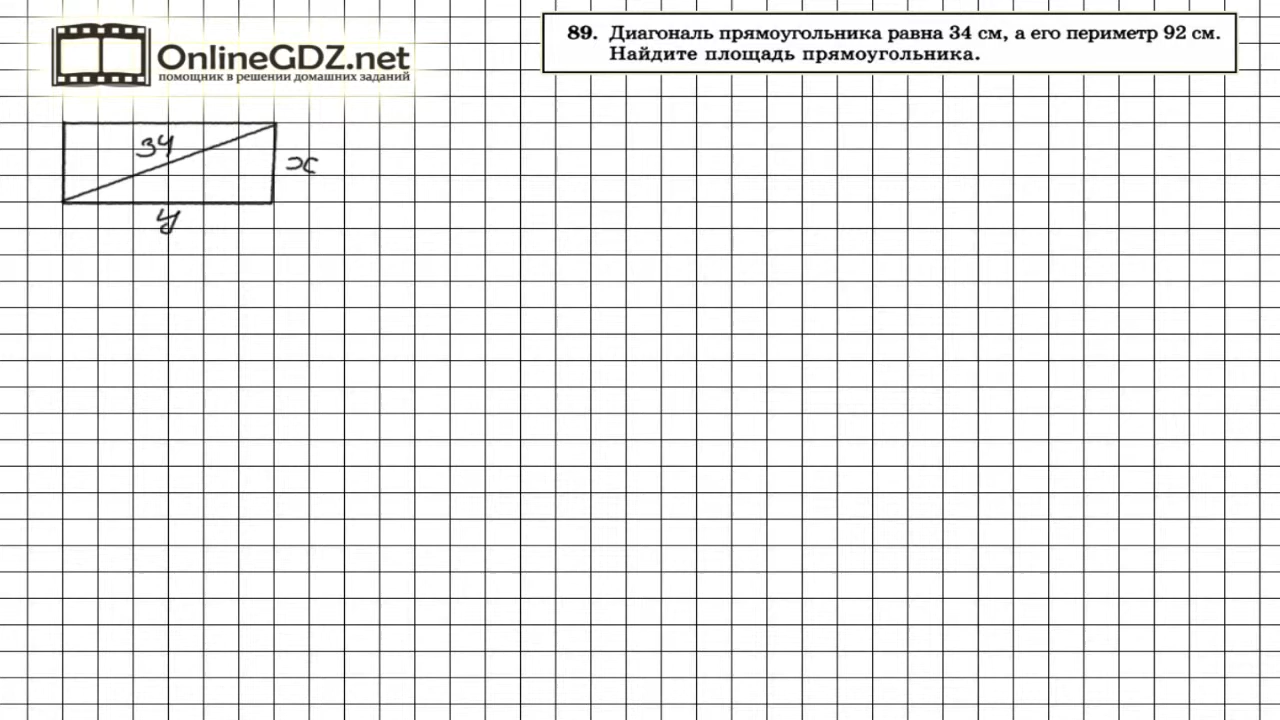 OnlineGDZ.net
помощник в решении домашних заданий
89. Диагональ прямоугольника равна 34 см, а его периметр 92 см.
Найдите площадь прямоугольника.
34
x
y